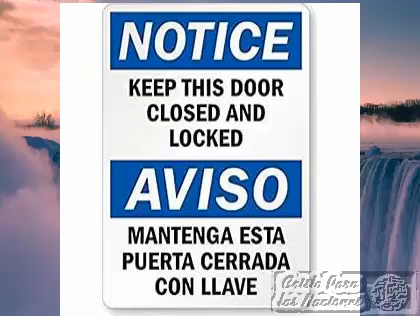 NOTICE
KEEP THIS DOOR
CLOSED AND
LOCKED
AVISO
MANTENGA ESTA
PUERTA CERRADA
CON LLAVE